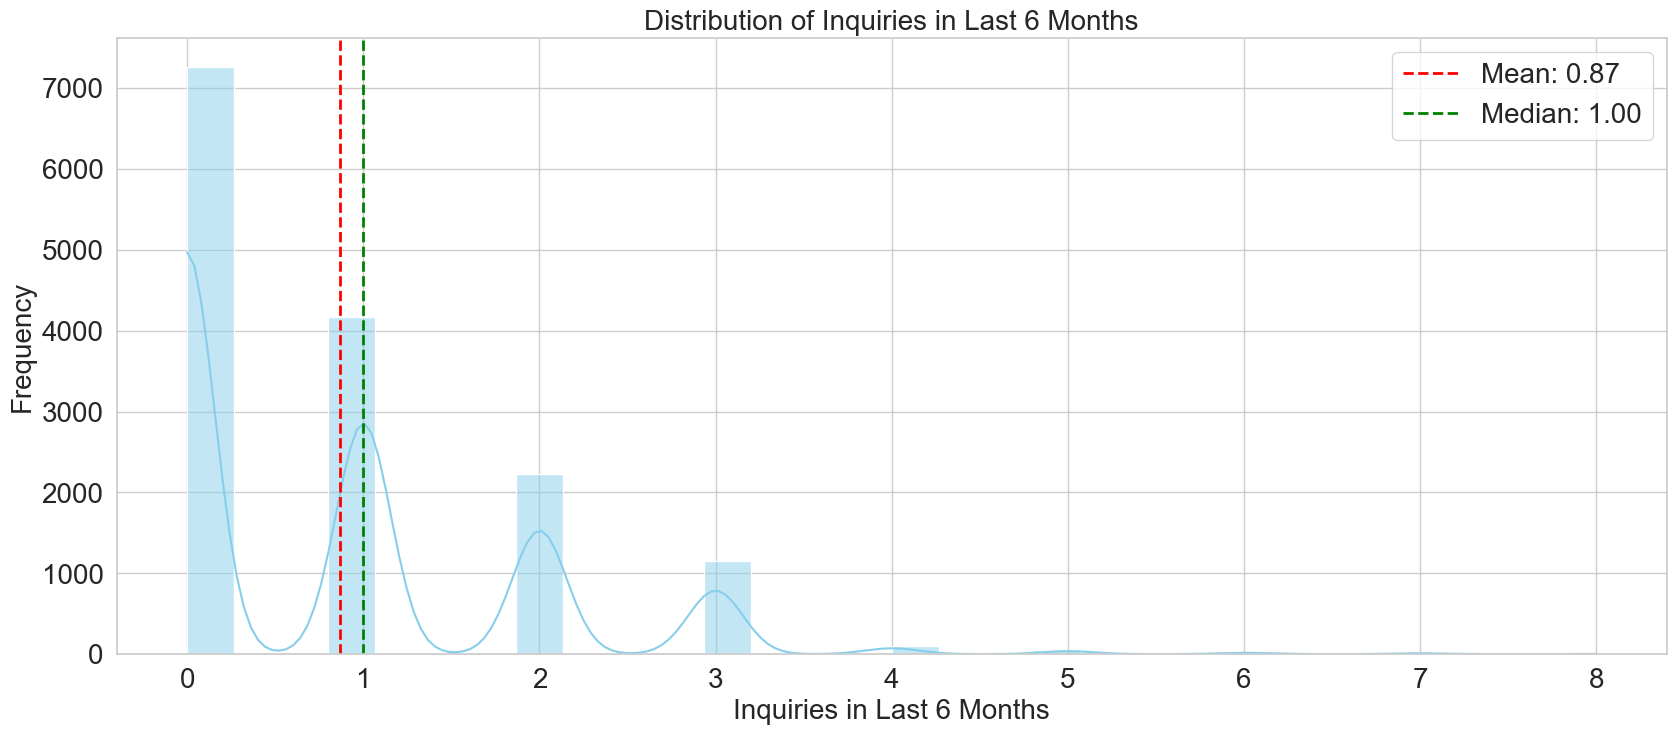 Distribution of Inquiries in Last 6 Months
Mean: 0.87
Median: 1.00
Frequency
7000
6000
5000
4000
3000
2000
1000
0
0 1 2 3 4 5 6 7 8
Inquiries in Last 6 Months